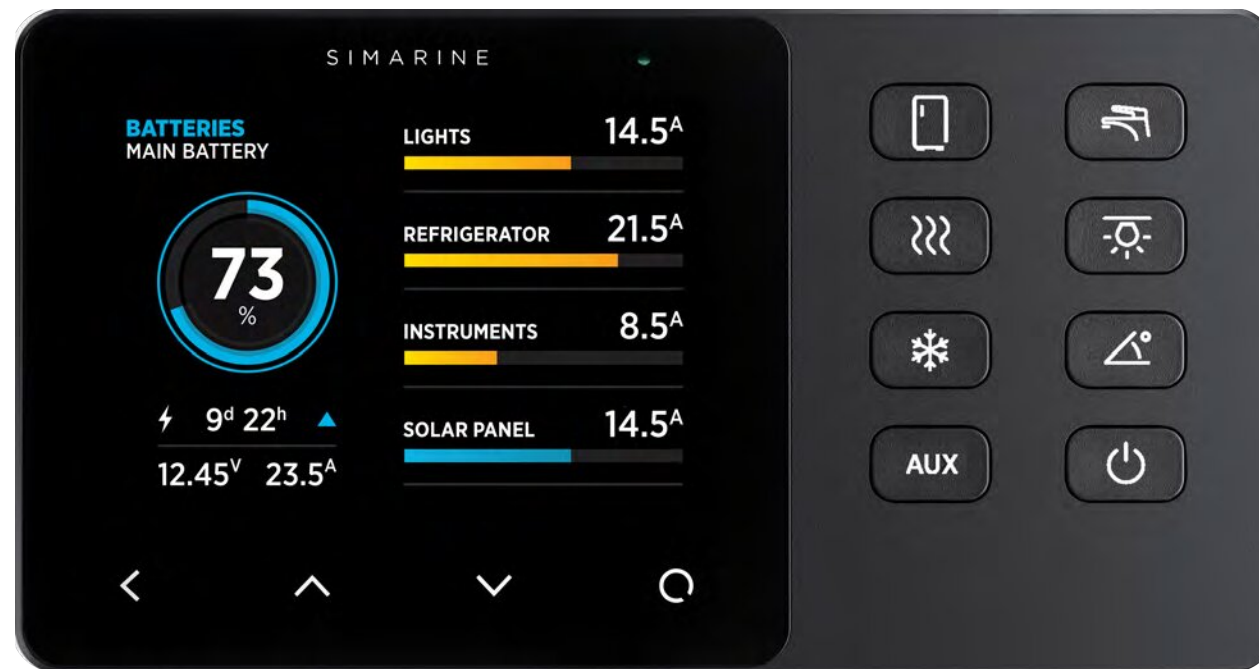 SIMARINE
BATTERIES
MAIN BATTERY
73
%
9d 22h
12.45V 23.5A
LIGHTS 14.5A
REFRIGERATOR 21.5A
INSTRUMENTS 8.5A
SOLAR PANEL 14.5A
AUX